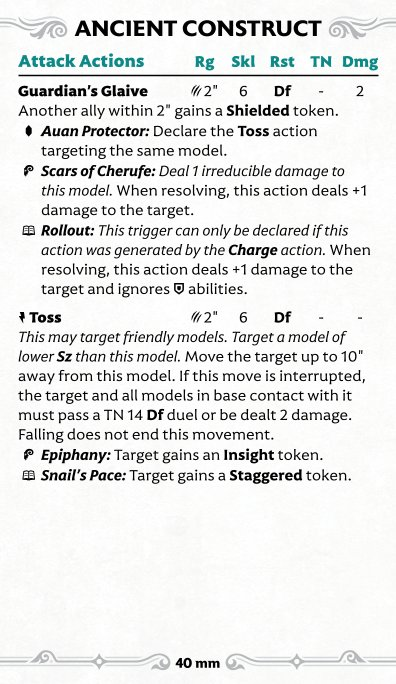 ANCIENT CONSTRUCT
Attack Actions Rg Skl Rst TN Dmg
Guardian's Glaive 2" 6 Df - 2
Another ally within 2" gains a Shielded token.
Auan Protector: Declare the Toss action
targeting the same model.
Scars of Cherufe: Deal 1 irreducible damage to
this model. When resolving, this action deals +1
damage to the target.
Rollout: This trigger can only be declared if this
action was generated by the Charge action. When
resolving, this action deals +1 damage to the
target and ignores abilities.
Toss 2" 6 Df - -
This may target friendly models. Target a model of
lower Sz than this model. Move the target up to 10"
away from this model. If this move is interrupted,
the target and all models in base contact with it
must pass a TN 14 Df duel or be dealt 2 damage.
Falling does not end this movement.
Epiphany: Target gains an Insight token.
Snail's Pace: Target gains a Staggered token.
40 mm